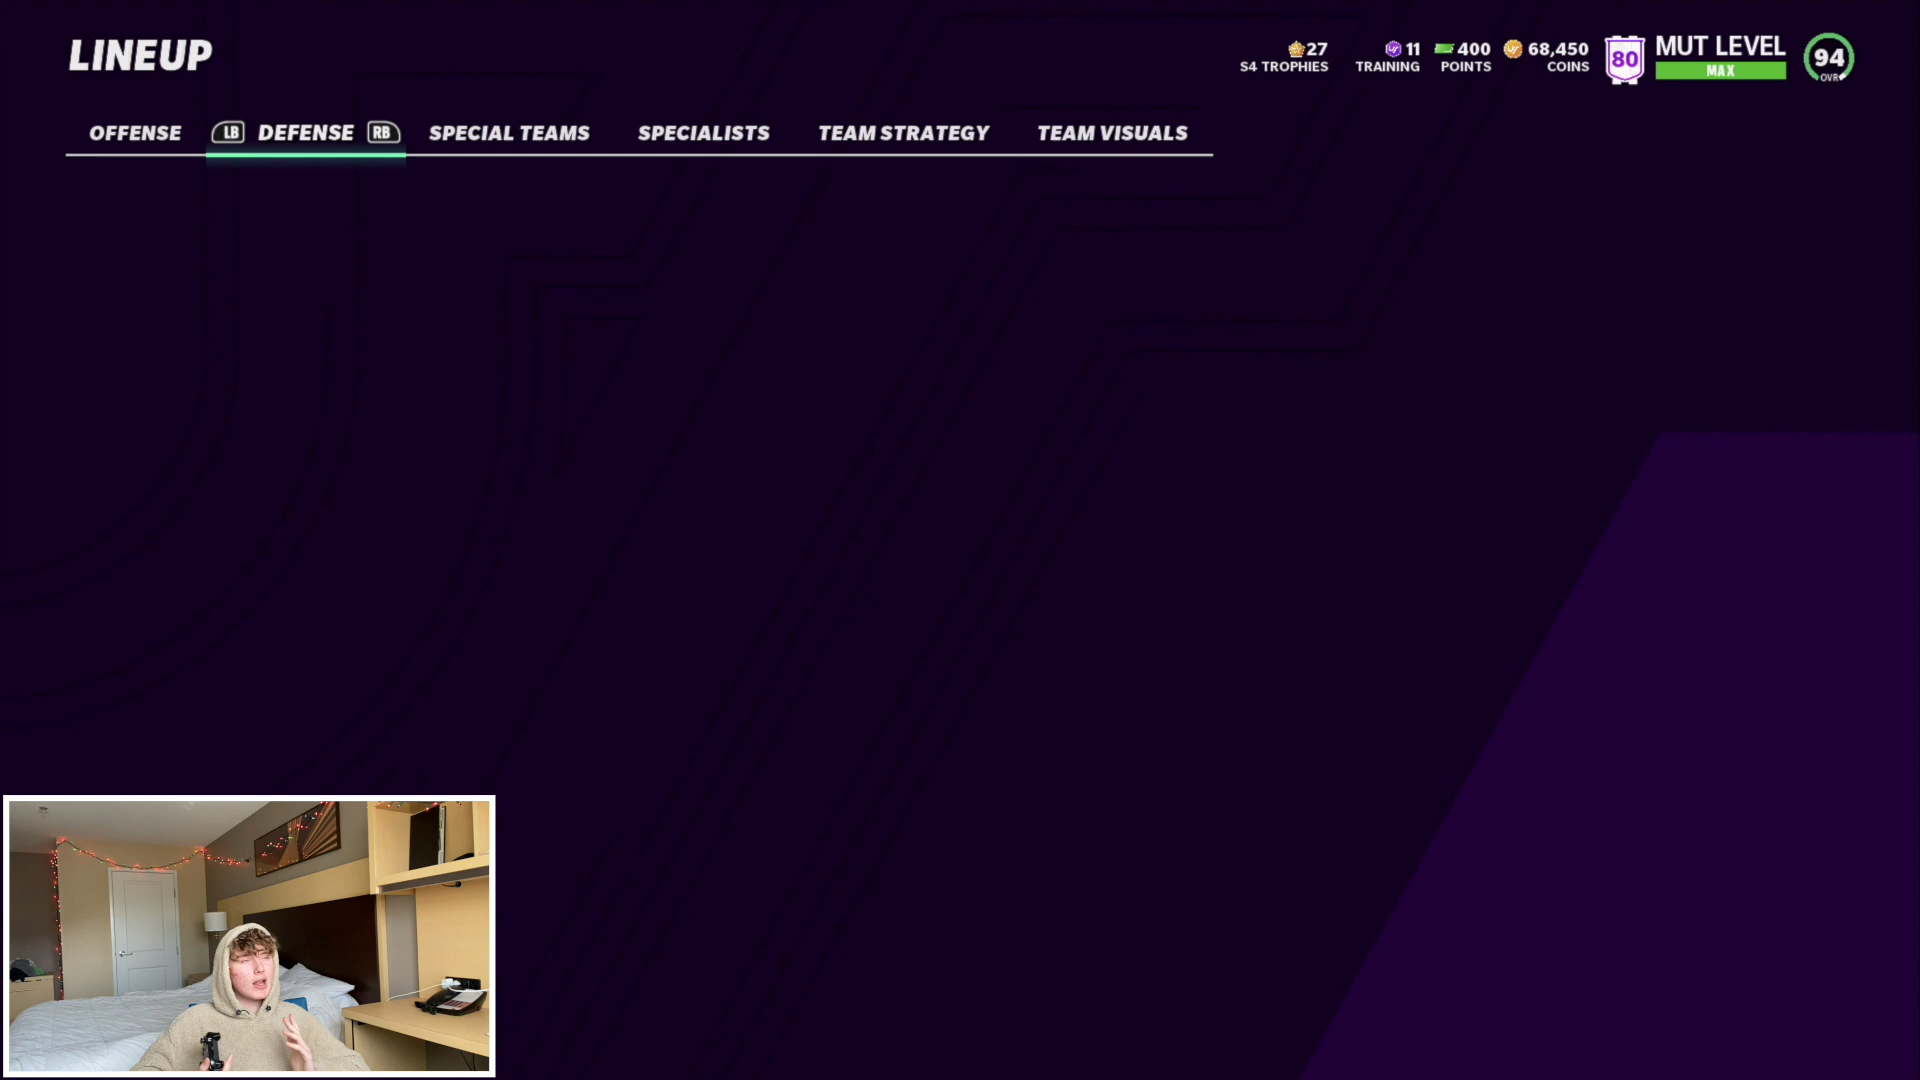 LINEUP
27
S4 TROPHIES
11
TRAINING
400
POINTS
68,450
COINS
80
MUT LEVEL
MAX
94
OVR
OFFENSE LB DEFENSE RB SPECIAL TEAMS SPECIALISTS TEAM STRATEGY TEAM VISUALS